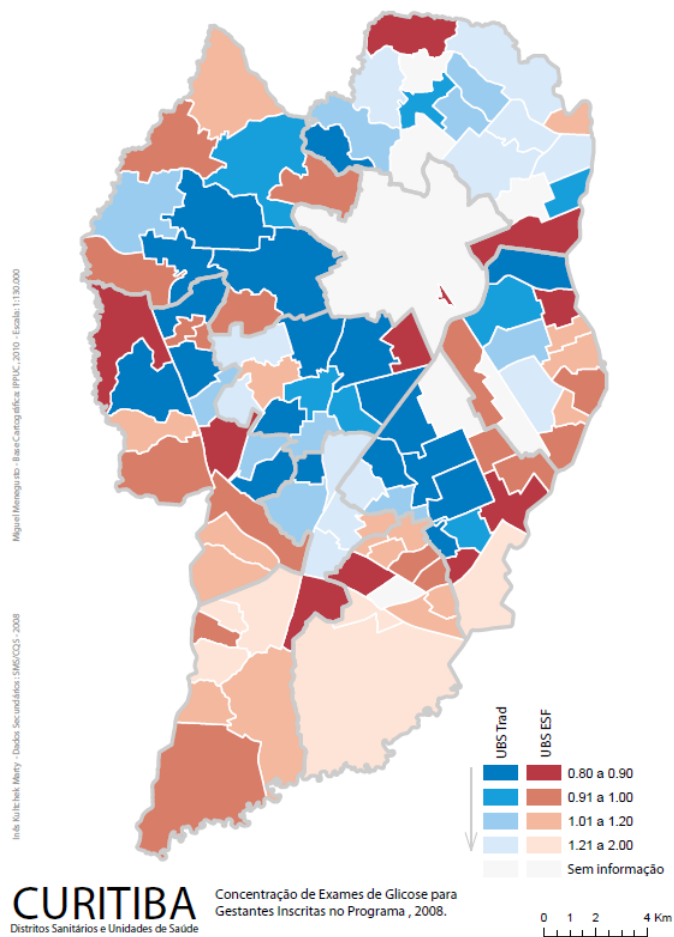 Miguel Menegusto - Base Cartográfica: IPPUC, 2010 - Escala: 1:130.000
Inês Kultchek Marty - Dados Secundários: SMS/CQS - 2008
UBS Trad
UBS ESF
0.80 a 0.90
0.91 a 1.00
1.01 a 1.20
1.21 a 2.00
Sem informação
CURITIBA
Distritos Sanitários e Unidades de Saúde
Concentração de Exames de Glicose para
Gestantes Inscritas no Programa , 2008.
0 1 2 4 Km